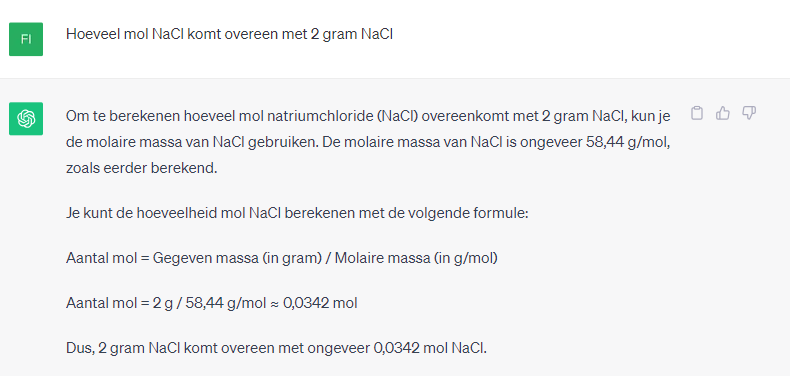 FI
Hoeveel mol NaCl komt overeen met 2 gram NaCl
Om te berekenen hoeveel mol natriumchloride (NaCl) overeenkomt met 2 gram NaCl, kun je
de molaire massa van NaCl gebruiken. De molaire massa van NaCl is ongeveer 58,44 g/mol,
zoals eerder berekend.
Je kunt de hoeveelheid mol NaCl berekenen met de volgende formule:
Aantal mol = Gegeven massa (in gram) / Molaire massa (in g/mol)
Aantal mol = 2 g / 58,44 g/mol ≈ 0,0342 mol
Dus, 2 gram NaCl komt overeen met ongeveer 0,0342 mol NaCl.